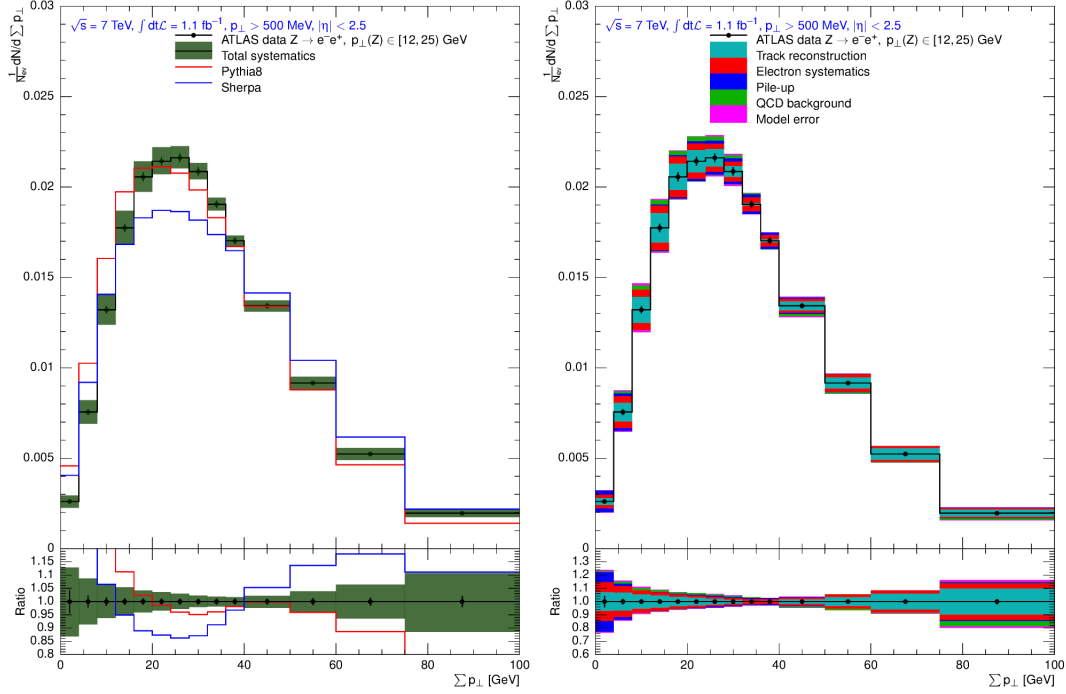 √s = 7 TeV, ∫ dtℒ = 1.1 fb⁻¹, p⊥ > 500 MeV, |η| < 2.5
ATLAS data Z → e⁻e⁺, p⊥(Z) ∈ [12, 25) GeV
Total systematics
Pythia8
Sherpa
1/N_ev dN/d ∑ p⊥
0.03
0.025
0.02
0.015
0.01
0.005
0
Ratio
1.15
1.1
1.05
1.0
0.95
0.9
0.85
0.8
0 20 40 60 80 100
∑ p⊥ [GeV]
√s = 7 TeV, ∫ dtℒ = 1.1 fb⁻¹, p⊥ > 500 MeV, |η| < 2.5
ATLAS data Z → e⁻e⁺, p⊥(Z) ∈ [12, 25) GeV
Track reconstruction
Electron systematics
Pile-up
QCD background
Model error
1/N_ev dN/d ∑ p⊥
0.03
0.025
0.02
0.015
0.01
0.005
0
Ratio
1.3
1.2
1.1
1.0
0.9
0.8
0.7
0.6
0 20 40 60 80 100
∑ p⊥ [GeV]